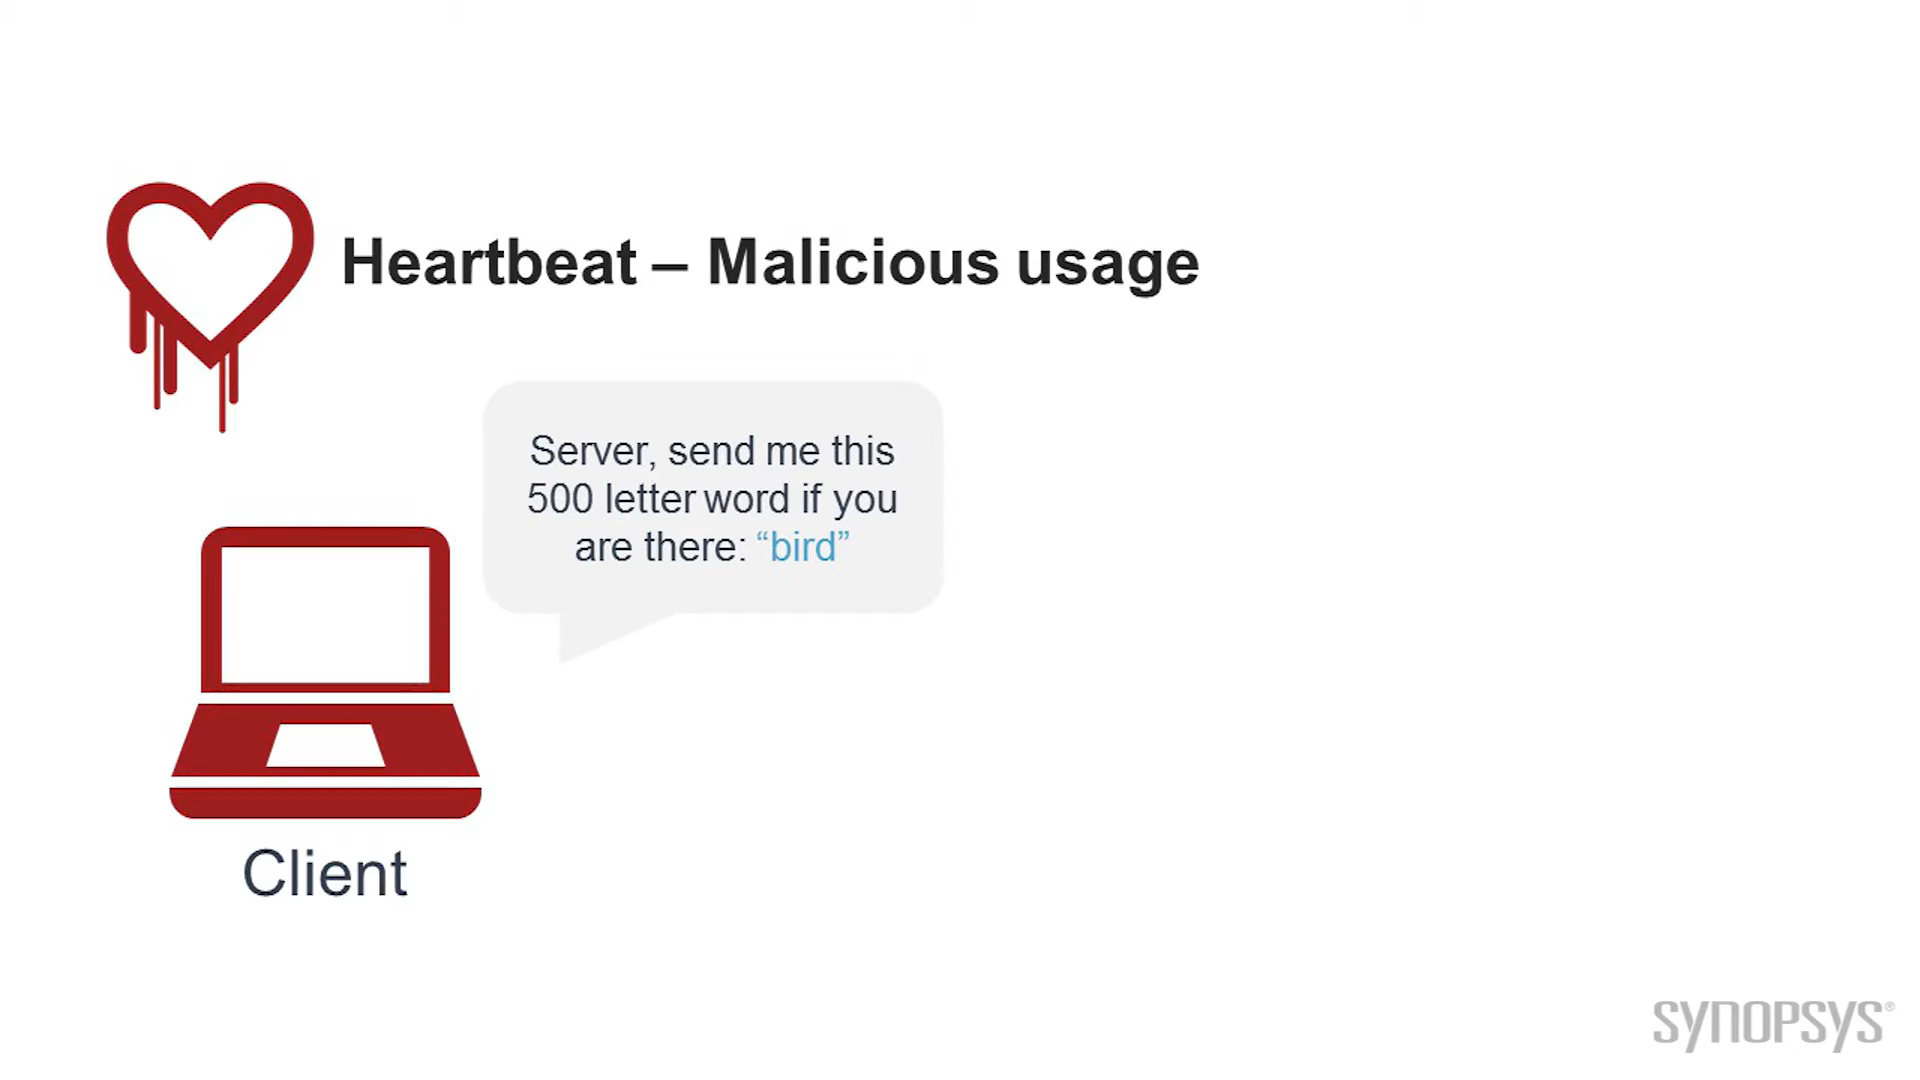 Heartbeat – Malicious usage
Server, send me this
500 letter word if you
are there: “bird”
Client
SYNOPSYS®